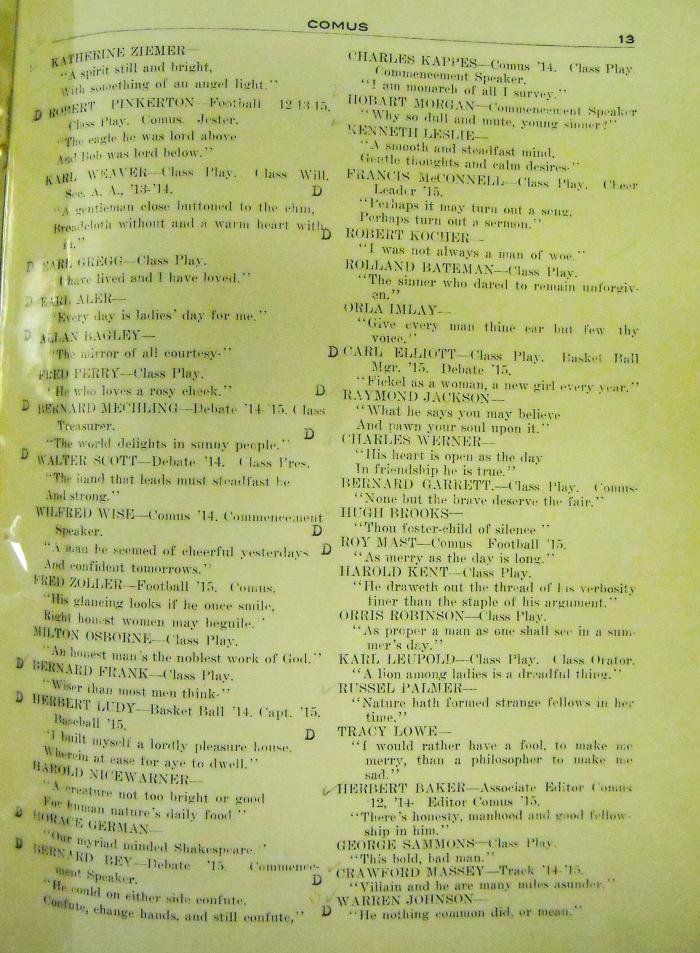 COMUS
13
KATHERINE ZIEMER—
"A spirit still and bright,
With something of an angel light."
D ROBERT PINKERTON—Football 12-13-15.
Class Play. Comus. Jester.
"The eagle he was lord above
And Bob was lord below."
KARL WEAVER—Class Play. Class Will.
Sec. A. A., '13-'14. D
"A gentleman close buttoned to the chin,
Broadcloth without and a warm heart with-
in."
D EARL GREGG—Class Play.
I have lived and I have loved."
D EARL ALER—
"Every day is ladies' day for me."
D ALLAN BAGLEY—
"The mirror of all courtesy."
FRED PERRY—Class Play.
"He who loves a rosy cheek." D
D BERNARD MECHLING—Debate '14-'15. Class
Treasurer.
"The world delights in sunny people." D
D WALTER SCOTT—Debate '14. Class Pres.
"The hand that leads must steadfast be
And strong."
WILFRED WISE—Comus '14. Commencement
Speaker. D
"A man he seemed of cheerful yesterdays
And confident tomorrows."
FRED ZOLLER—Football '15. Comus.
"His glancing looks if he once smile,
Right honest women may beguile."
MILTON OSBORNE—Class Play.
"An honest man's the noblest work of God."
D BERNARD FRANK—Class Play.
"Wiser than most men think."
D HERBERT LUDY—Basket Ball '14. Capt. '15.
Baseball '15. D
"I built myself a lordly pleasure house,
Wherein at ease for aye to dwell."
HAROLD NICEWARNER—
"A creature not too bright or good
For human nature's daily food."
D HORACE GERMAN—
"Our myriad minded Shakespeare."
D BERNARD BEY—Debate '15. Commence-
ment Speaker. D
"He could on either side confute,
Confute, change hands, and still confute,"
CHARLES KAPPES—Comus '14. Class Play.
Commencement Speaker.
"I am monarch of all I survey."
HOBART MORGAN—Commencement Speaker
"Why so dull and mute, young sinner?"
KENNETH LESLIE—
"A smooth and steadfast mind,
Gentle thoughts and calm desires."
FRANCIS McCONNELL—Class Play. Cheer
Leader '15.
"Perhaps it may turn out a song,
Perhaps turn out a sermon."
D ROBERT KOCHER—
"I was not always a man of woe."
ROLLAND BATEMAN—Class Play.
"The sinner who dared to remain unforgiv-
en."
ORLA IMLAY—
"Give every man thine ear but few thy
voice."
D CARL ELLIOTT—Class Play. Basket Ball
Mgr. '15. Debate '15.
"Fickel as a woman, a new girl every year."
RAYMOND JACKSON—
"What he says you may believe
And pawn your soul upon it."
CHARLES WERNER—
"His heart is open as the day
In friendship he is true."
BERNARD GARRETT.—Class Play. Comus.
"None but the brave deserve the fair."
HUGH BROOKS—
"Thou foster-child of silence"
D ROY MAST—Comus Football '15.
"As merry as the day is long."
HAROLD KENT—Class Play.
"He draweth out the thread of his verbosity
finer than the staple of his argument."
ORRIS ROBINSON—Class Play.
"As proper a man as one shall see in a sum-
mer's day."
KARL LEUPOLD—Class Play. Class Orator.
"A lion among ladies is a dreadful thing."
RUSSEL PALMER—
"Nature hath formed strange fellows in her
time."
TRACY LOWE—
"I would rather have a fool, to make me
merry, than a philosopher to make me
sad."
HERBERT BAKER—Associate Editor Comus
12, '14. Editor Comus '15.
"There's honesty, manhood and good fellow-
ship in him."
GEORGE SAMMONS—Class Play.
"This bold, bad man."
CRAWFORD MASSEY—Track '14-'15.
"Villain and he are many miles asunder."
WARREN JOHNSON—
D "He nothing common did, or mean."